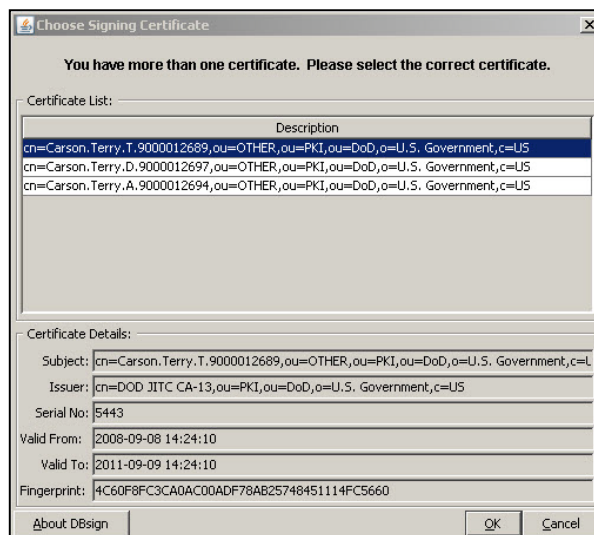 Choose Signing Certificate
You have more than one certificate. Please select the correct certificate.
Certificate List:
Description
cn=Carson.Terry.T.9000012689,ou=OTHER,ou=PKI,ou=DoD,o=U.S. Government,c=US
cn=Carson.Terry.D.9000012697,ou=OTHER,ou=PKI,ou=DoD,o=U.S. Government,c=US
cn=Carson.Terry.A.9000012694,ou=OTHER,ou=PKI,ou=DoD,o=U.S. Government,c=US
Certificate Details:
Subject: cn=Carson.Terry.T.9000012689,ou=OTHER,ou=PKI,ou=DoD,o=U.S. Government,c=U
Issuer: cn=DOD JITC CA-13,ou=PKI,ou=DoD,o=U.S. Government,c=US
Serial No: 5443
Valid From: 2008-09-08 14:24:10
Valid To: 2011-09-09 14:24:10
Fingerprint: 4C60F8FC3CA0AC00ADF78AB25748451114FC5660
About DBsign OK Cancel